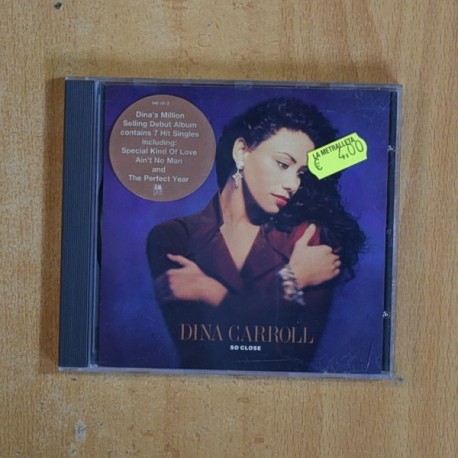 Dina's Million
Selling Debut Album
contains 7 Hit Singles
including:
Special Kind Of Love
Ain't No Man
and
The Perfect Year
LA METRALLETA
€ 4,00
DINA CARROLL
SO CLOSE